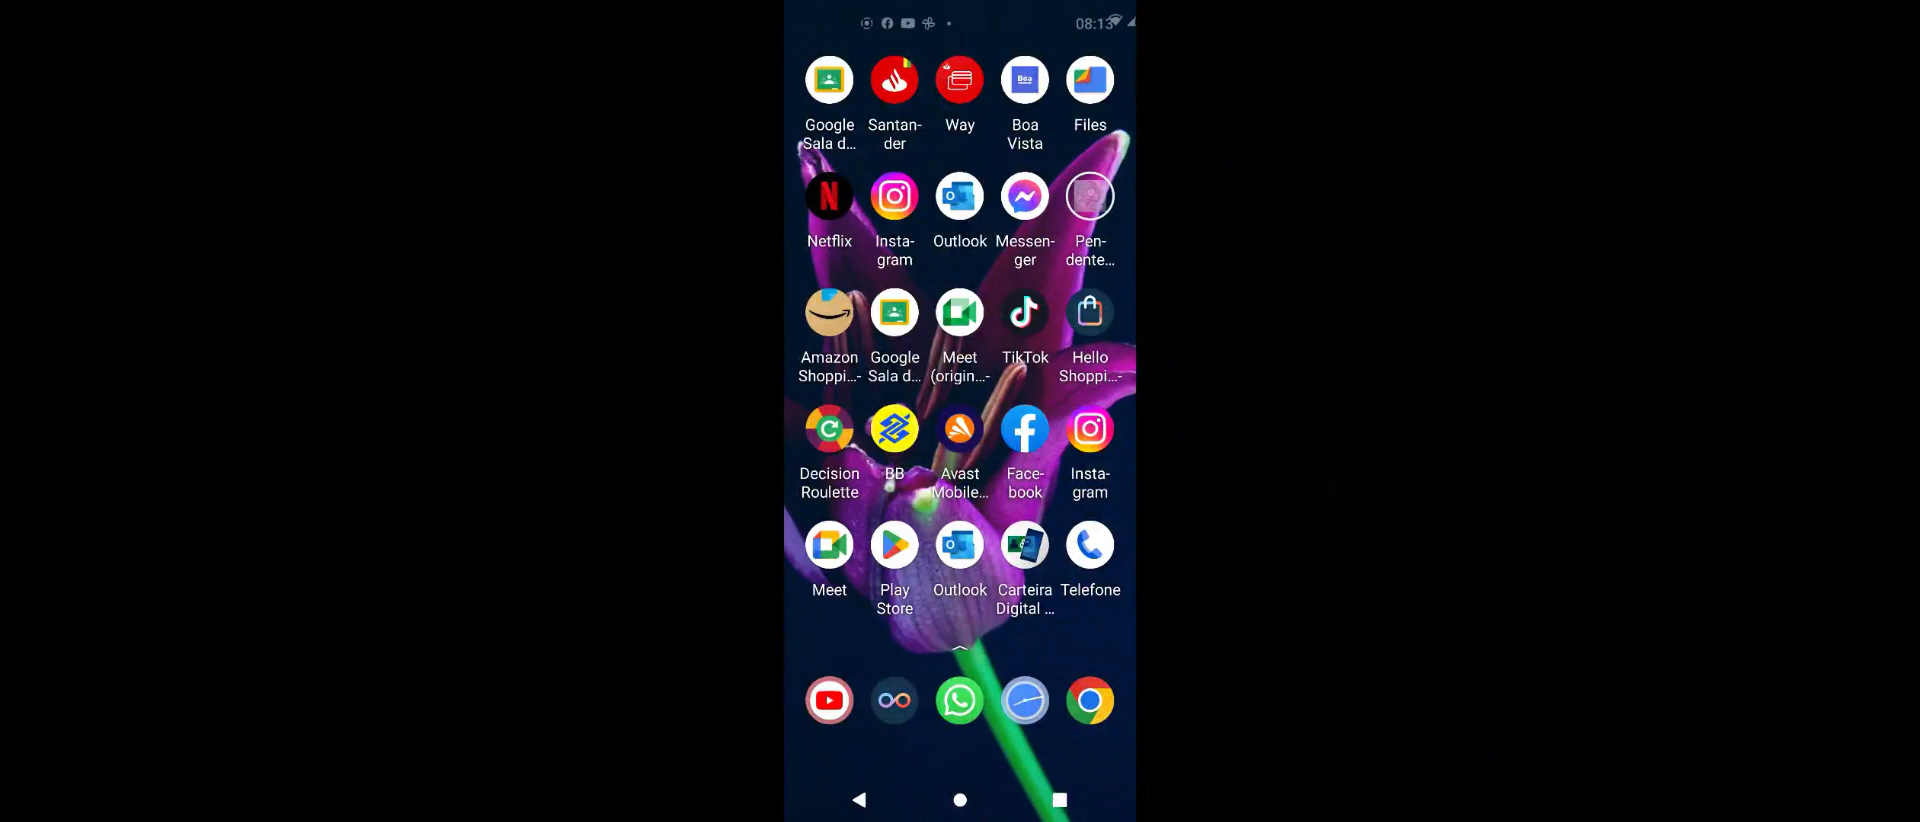 08:13
Google Santan- Way Boa Files
Sala d... der Vista
Boa
Netflix Insta- Outlook Messen- Pen-
gram ger dente...
Amazon Google Meet TikTok Hello
Shoppi...- Sala d... (origin...- Shoppi...-
Decision BB Avast Face- Insta-
Roulette Mobile... book gram
Meet Play Outlook Carteira Telefone
Store Digital ...